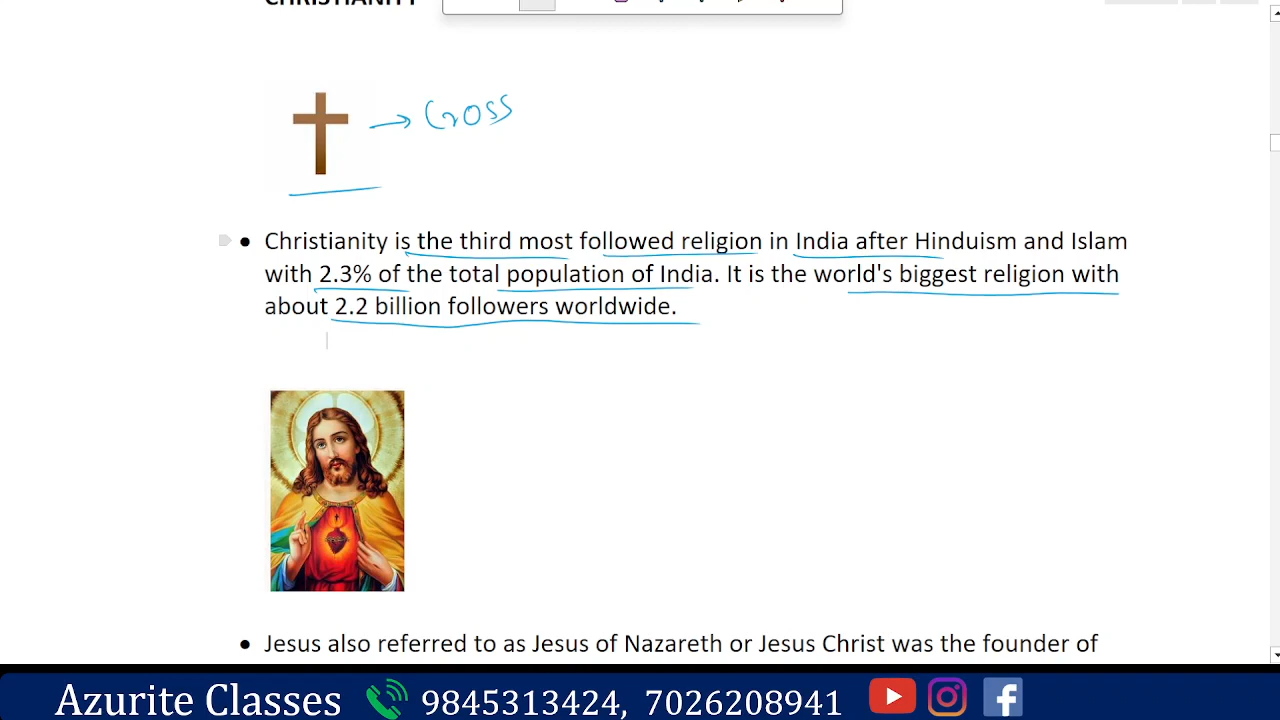 CHRISTIANITY
Cross
Christianity is the third most followed religion in India after Hinduism and Islam
with 2.3% of the total population of India. It is the world's biggest religion with
about 2.2 billion followers worldwide.
Jesus also referred to as Jesus of Nazareth or Jesus Christ was the founder of
Azurite Classes 9845313424, 7026208941